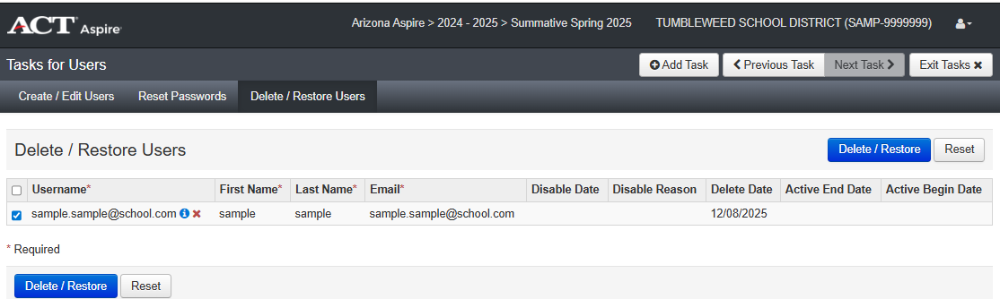 ACT Aspire
Arizona Aspire > 2024 - 2025 > Summative Spring 2025 TUMBLEWEED SCHOOL DISTRICT (SAMP-9999999)
Tasks for Users Add Task Previous Task Next Task Exit Tasks
Create / Edit Users Reset Passwords Delete / Restore Users
Delete / Restore Users Delete / Restore Reset
Username* First Name* Last Name* Email* Disable Date Disable Reason Delete Date Active End Date Active Begin Date
sample.sample@school.com sample sample sample.sample@school.com 12/08/2025
* Required
Delete / Restore Reset